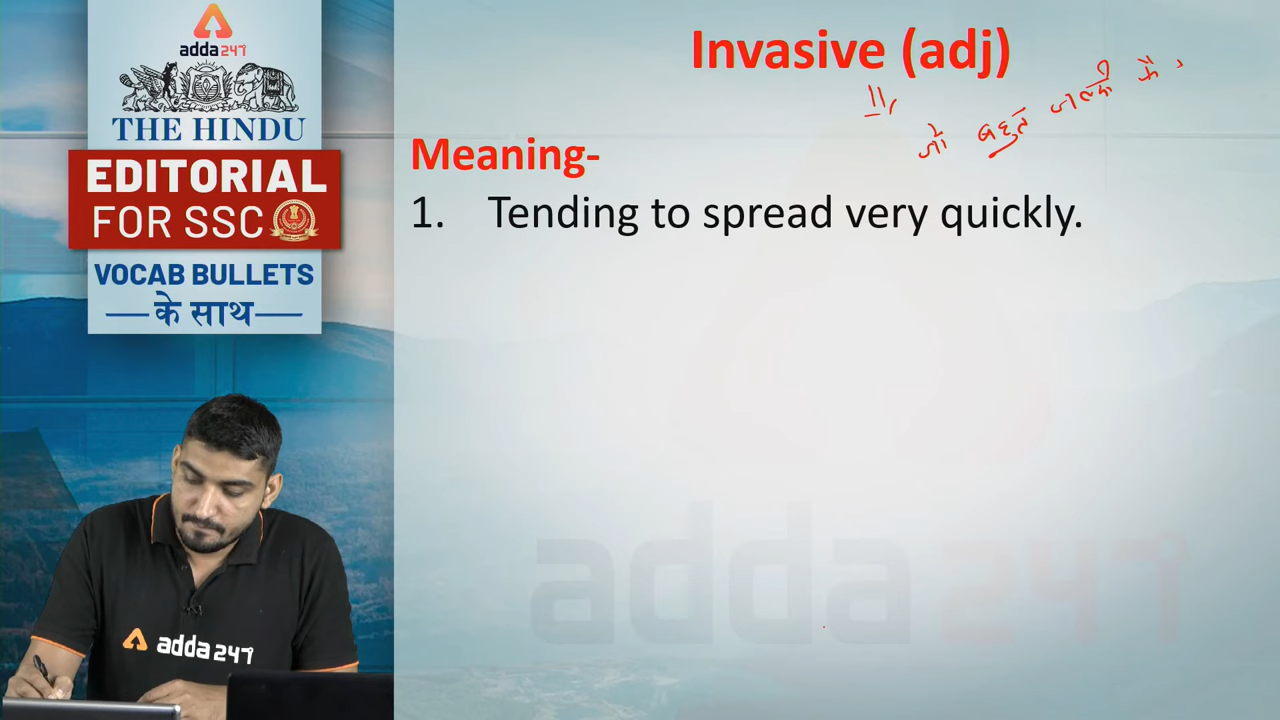 adda247
THE HINDU
EDITORIAL
FOR SSC
VOCAB BULLETS
के साथ
Invasive (adj)
जो बहुत जल्दी से
Meaning-
1. Tending to spread very quickly.
adda247
adda247